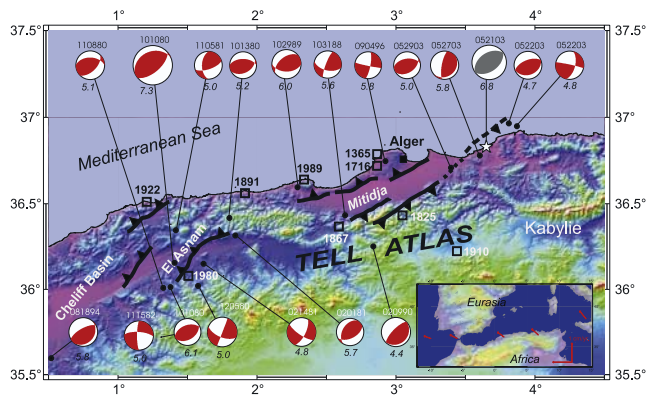 1° 2° 3° 4°
37.5° 37.5°
110880 101080 110581 101380 102989 103188 090496 052903 052703 052103 052203 052203
5.1 7.3 5.0 5.2 6.0 5.6 5.8 5.0 5.8 6.8 4.7 4.8
37° 37°
Mediterranean Sea
Alger
1365
1716
1989
1922
1891
36.5° 36.5°
Mitidja
1825
1867
Kabylie
TELL ATLAS
1910
El Asnam
1980
Cheliff Basin
36° 36°
081894 111582 120580 021481 020181 020990
5.8 5.0 6.1 5.0 4.8 5.7 4.4
Eurasia
Africa
35.5° 35.5°
1° 2° 3° 4°